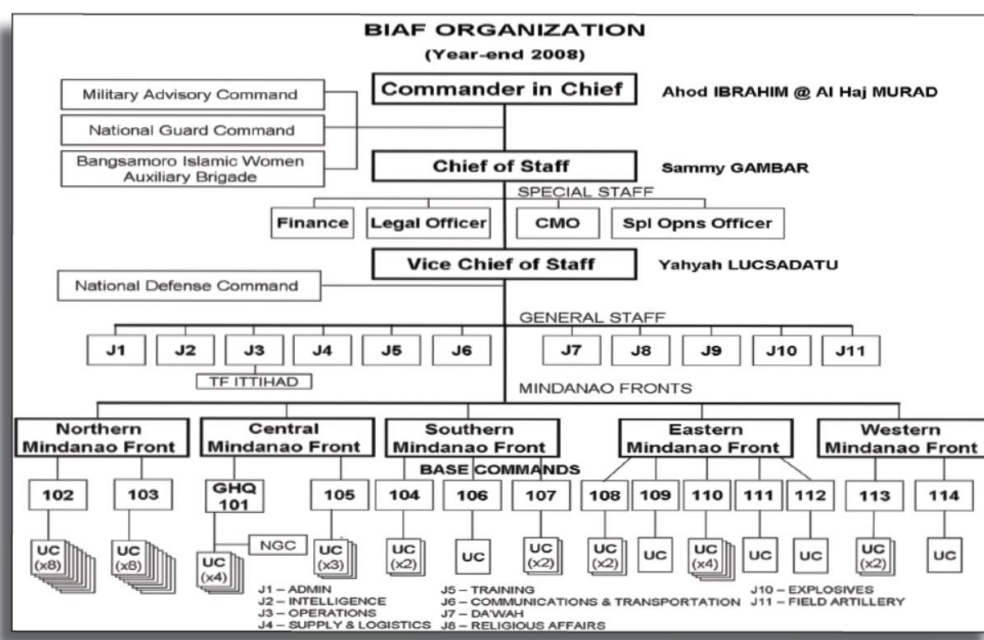 BIAF ORGANIZATION
(Year-end 2008)
Commander in Chief
Ahod IBRAHIM @ Al Haj MURAD
Military Advisory Command
National Guard Command
Bangsamoro Islamic Women
Auxiliary Brigade
Chief of Staff
Sammy GAMBAR
SPECIAL STAFF
Finance
Legal Officer
CMO
Spl Opns Officer
Vice Chief of Staff
Yahyah LUCSADATU
National Defense Command
GENERAL STAFF
J1
J2
J3
J4
J5
J6
J7
J8
J9
J10
J11
TF ITTIHAD
MINDANAO FRONTS
Northern
Mindanao Front
Central
Mindanao Front
Southern
Mindanao Front
Eastern
Mindanao Front
Western
Mindanao Front
BASE COMMANDS
102
103
GHQ
101
105
104
106
107
108
109
110
111
112
113
114
NGC
UC
(x8)
UC
(x8)
UC
(x4)
UC
(x3)
UC
(x2)
UC
UC
(x2)
UC
(x2)
UC
UC
(x4)
UC
UC
UC
(x2)
UC
J1 – ADMIN
J2 – INTELLIGENCE
J3 – OPERATIONS
J4 – SUPPLY & LOGISTICS
J5 – TRAINING
J6 – COMMUNICATIONS & TRANSPORTATION
J7 – DA'WAH
J8 – RELIGIOUS AFFAIRS
J10 – EXPLOSIVES
J11 – FIELD ARTILLERY